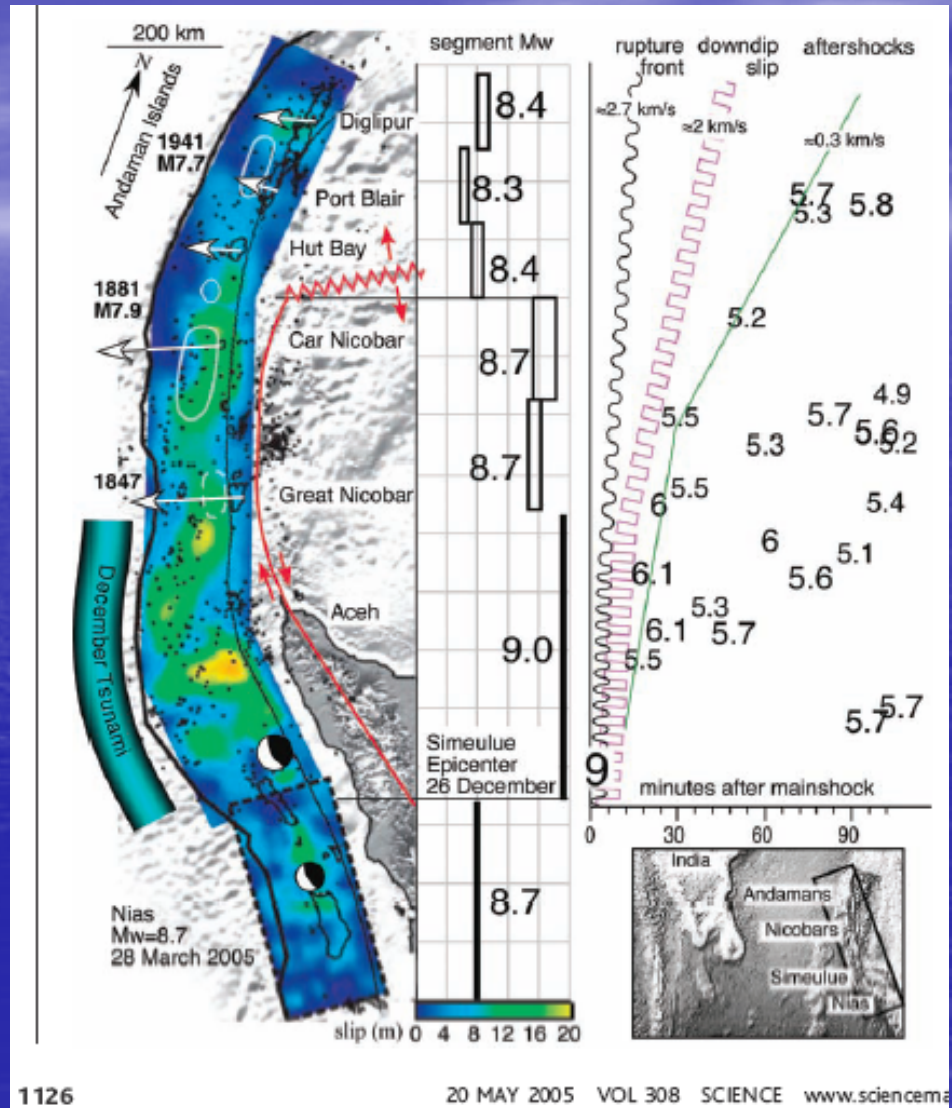 200 km
N
Andaman Islands
1941
M7.7
Diglipur
Port Blair
Hut Bay
1881
M7.9
Car Nicobar
1847
Great Nicobar
December Tsunami
Aceh
Nias
Mw=8.7
28 March 2005
segment Mw
8.4
8.3
8.4
8.7
8.7
9.0
Simeulue
Epicenter
26 December
8.7
slip (m) 0 4 8 12 16 20
rupture front
downdip slip
aftershocks
≈2.7 km/s
≈2 km/s
≈0.3 km/s
5.7
5.3
5.8
5.2
4.9
5.5
5.7
5.6
5.2
5.3
5.5
6
5.4
6
5.1
6.1
5.6
5.3
6.1
5.7
5.5
5.7
5.7
9
minutes after mainshock
0 30 60 90
India
Andamans
Nicobars
Simeulue
Nias
1126
20 MAY 2005 VOL 308 SCIENCE www.sciencema